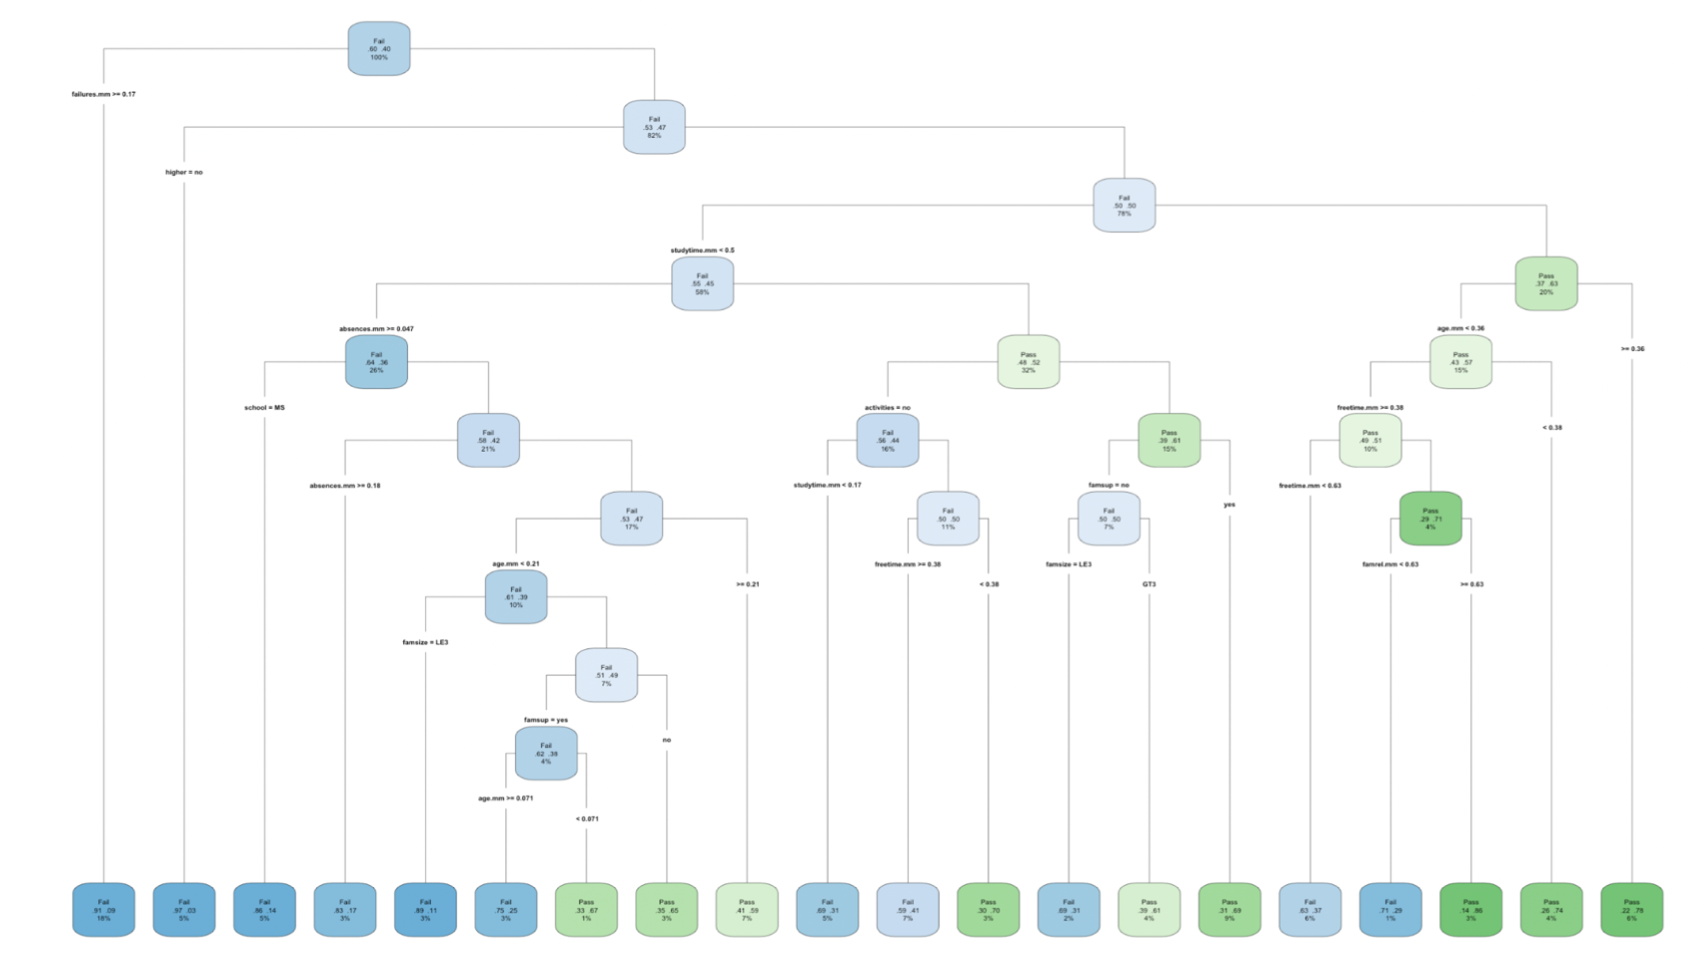 Fail
.60 .40
100%
failures.mm >= 0.17
Fail
.53 .47
82%
higher = no
Fail
.50 .50
78%
studytime.mm < 0.5
Fail
.55 .45
58%
Pass
.37 .63
20%
absences.mm >= 0.047
age.mm < 0.36
>= 0.36
Fail
.64 .36
26%
Pass
.48 .52
32%
Pass
.43 .57
15%
school = MS
activities = no
freetime.mm >= 0.38
< 0.38
Fail
.58 .42
21%
Fail
.56 .44
16%
Pass
.39 .61
15%
Pass
.49 .51
10%
absences.mm >= 0.18
studytime.mm < 0.17
famsup = no
yes
freetime.mm < 0.63
Fail
.53 .47
17%
Fail
.50 .50
11%
Fail
.50 .50
7%
Pass
.29 .71
4%
age.mm < 0.21
>= 0.21
freetime.mm >= 0.38
< 0.38
famsize = LE3
GT3
famrel.mm < 0.63
>= 0.63
Fail
.61 .39
10%
famsize = LE3
Fail
.51 .49
7%
famsup = yes
no
Fail
.62 .38
4%
age.mm >= 0.071
< 0.071
Fail
.91 .09
18%
Fail
.97 .03
5%
Fail
.86 .14
5%
Fail
.83 .17
3%
Fail
.89 .11
3%
Fail
.75 .25
3%
Pass
.33 .67
1%
Pass
.35 .65
3%
Pass
.41 .59
7%
Fail
.69 .31
5%
Fail
.59 .41
7%
Pass
.30 .70
3%
Fail
.69 .31
2%
Pass
.39 .61
4%
Pass
.31 .69
Fail
.63 .37
6%
Fail
.71 .29
1%
Pass
.14 .86
3%
Pass
.26 .74
4%
Pass
.22 .78
6%